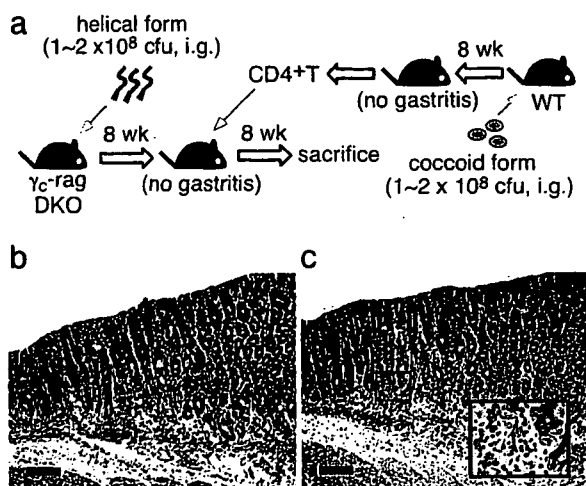 a
helical form
(1~2 x10⁸ cfu, i.g.)
8 wk
CD4+T
(no gastritis)
WT
8 wk
8 wk
sacrifice
coccoid form
(1~2 x 10⁸ cfu, i.g.)
γc-rag
DKO
(no gastritis)
b
c